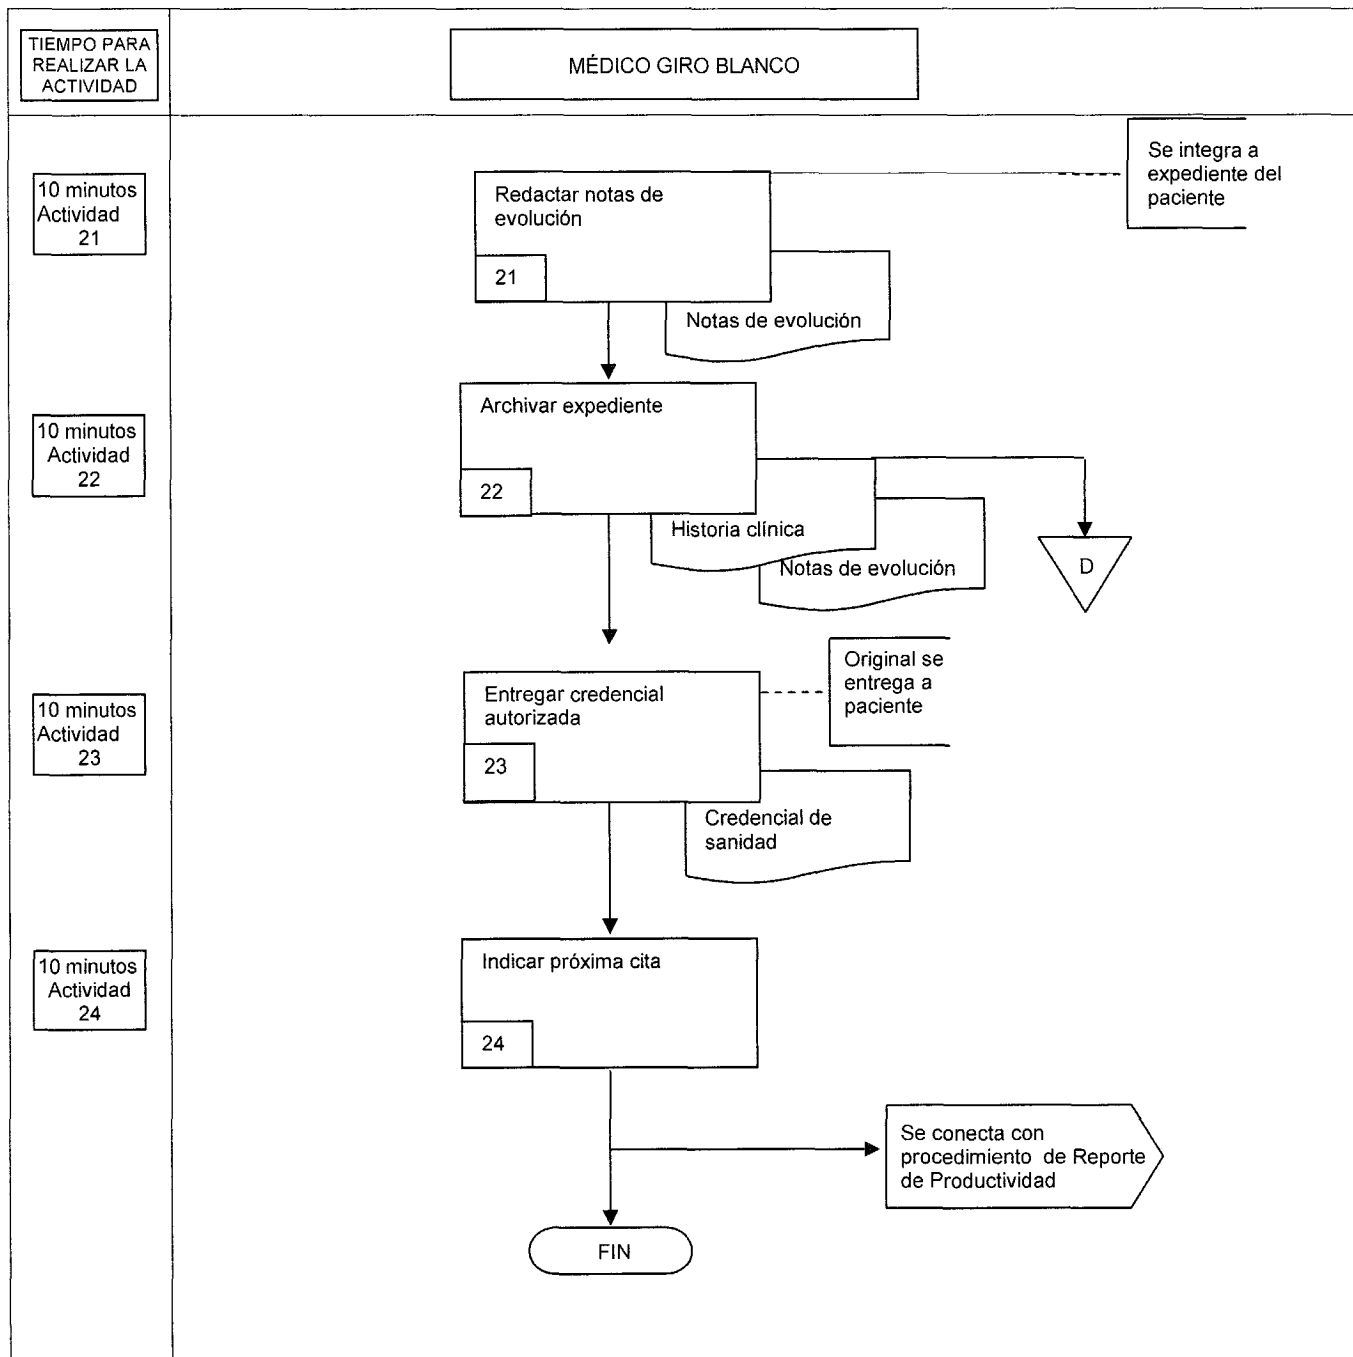 TIEMPO PARA
REALIZAR LA
ACTIVIDAD
MÉDICO GIRO BLANCO
Se integra a
expediente del
paciente
10 minutos
Actividad
21
Redactar notas de
evolución
21
Notas de evolución
10 minutos
Actividad
22
Archivar expediente
22
Historia clínica
Notas de evolución
D
10 minutos
Actividad
23
Entregar credencial
autorizada
23
Original se
entrega a
paciente
Credencial de
sanidad
10 minutos
Actividad
24
Indicar próxima cita
24
Se conecta con
procedimiento de Reporte
de Productividad
FIN